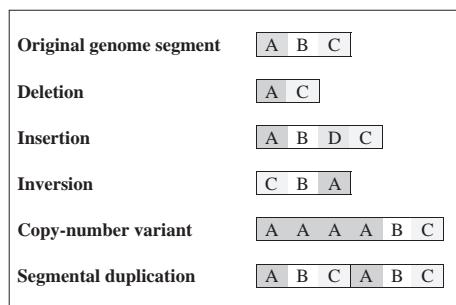 Original genome segment A B C
Deletion A C
Insertion A B D C
Inversion C B A
Copy-number variant A A A A B C
Segmental duplication A B C A B C